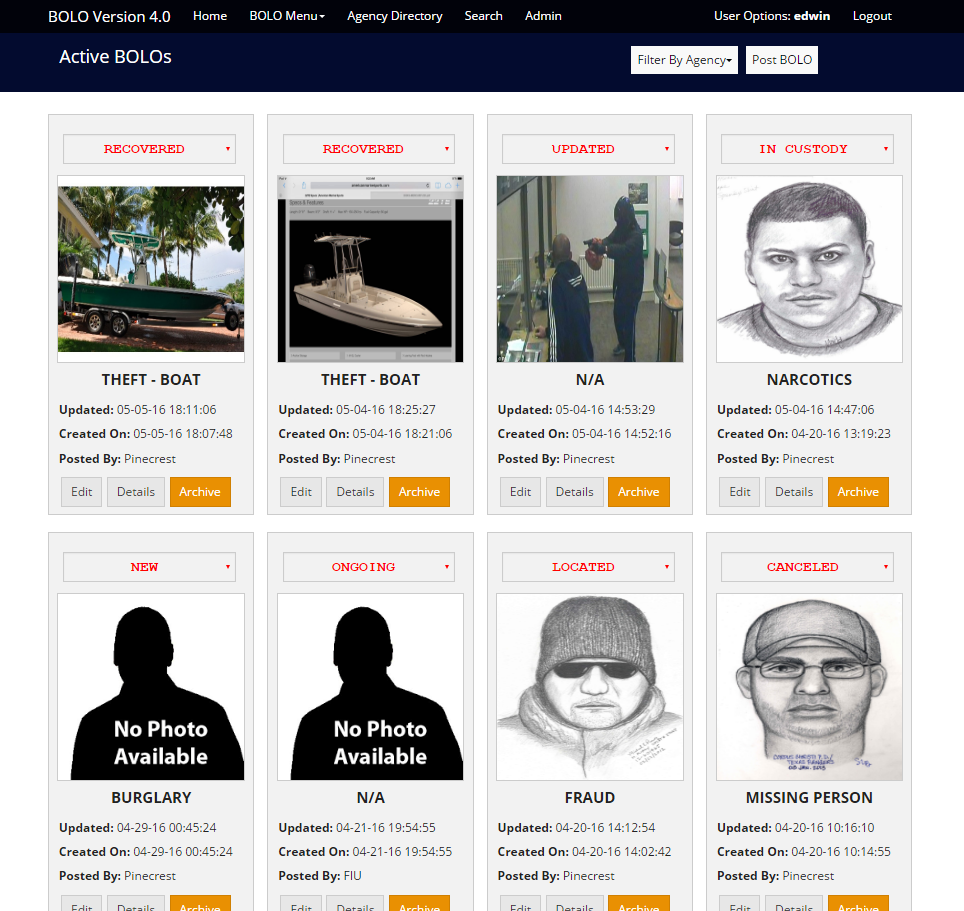 BOLO Version 4.0 Home BOLO Menu Agency Directory Search Admin User Options: edwin Logout
Active BOLOs Filter By Agency Post BOLO
RECOVERED
THEFT - BOAT
Updated: 05-05-16 18:11:06
Created On: 05-05-16 18:07:48
Posted By: Pinecrest
Edit Details Archive
RECOVERED
Specs & Features
THEFT - BOAT
Updated: 05-04-16 18:25:27
Created On: 05-04-16 18:21:06
Posted By: Pinecrest
Edit Details Archive
UPDATED
N/A
Updated: 05-04-16 14:53:29
Created On: 05-04-16 14:52:16
Posted By: Pinecrest
Edit Details Archive
IN CUSTODY
NARCOTICS
Updated: 05-04-16 14:47:06
Created On: 04-20-16 13:19:23
Posted By: Pinecrest
Edit Details Archive
NEW
No Photo
Available
BURGLARY
Updated: 04-29-16 00:45:24
Created On: 04-29-16 00:45:24
Posted By: Pinecrest
Edit Details Archive
ONGOING
No Photo
Available
N/A
Updated: 04-21-16 19:54:55
Created On: 04-21-16 19:54:55
Posted By: FIU
Edit Details Archive
LOCATED
FRAUD
Updated: 04-20-16 14:12:54
Created On: 04-20-16 14:02:42
Posted By: Pinecrest
Edit Details Archive
CANCELED
CORPUS CHRISTI P.D./
TEXAS RANGERS
MISSING PERSON
Updated: 04-20-16 10:16:10
Created On: 04-20-16 10:14:55
Posted By: Pinecrest
Edit Details Archive